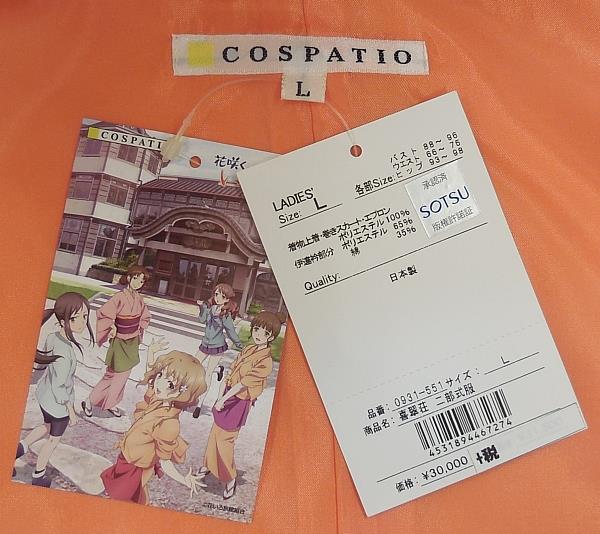 COSPATIO
L
COSPATI
花咲く
LADIES'
Size: L
各部Size:
バスト 88〜96
ウエスト 66〜76
ヒップ 93〜98
承認済
SOTSU
版権許諾証
着物上着・巻きスカート・エプロン
ポリエステル100%
伊達衿部分 ポリエステル 65%
綿 35%
Quality:
日本製
品番: 0931-551 サイズ: L
商品名: 喜翠荘 二部式服
4531894467274
価格: ¥30,000 +税